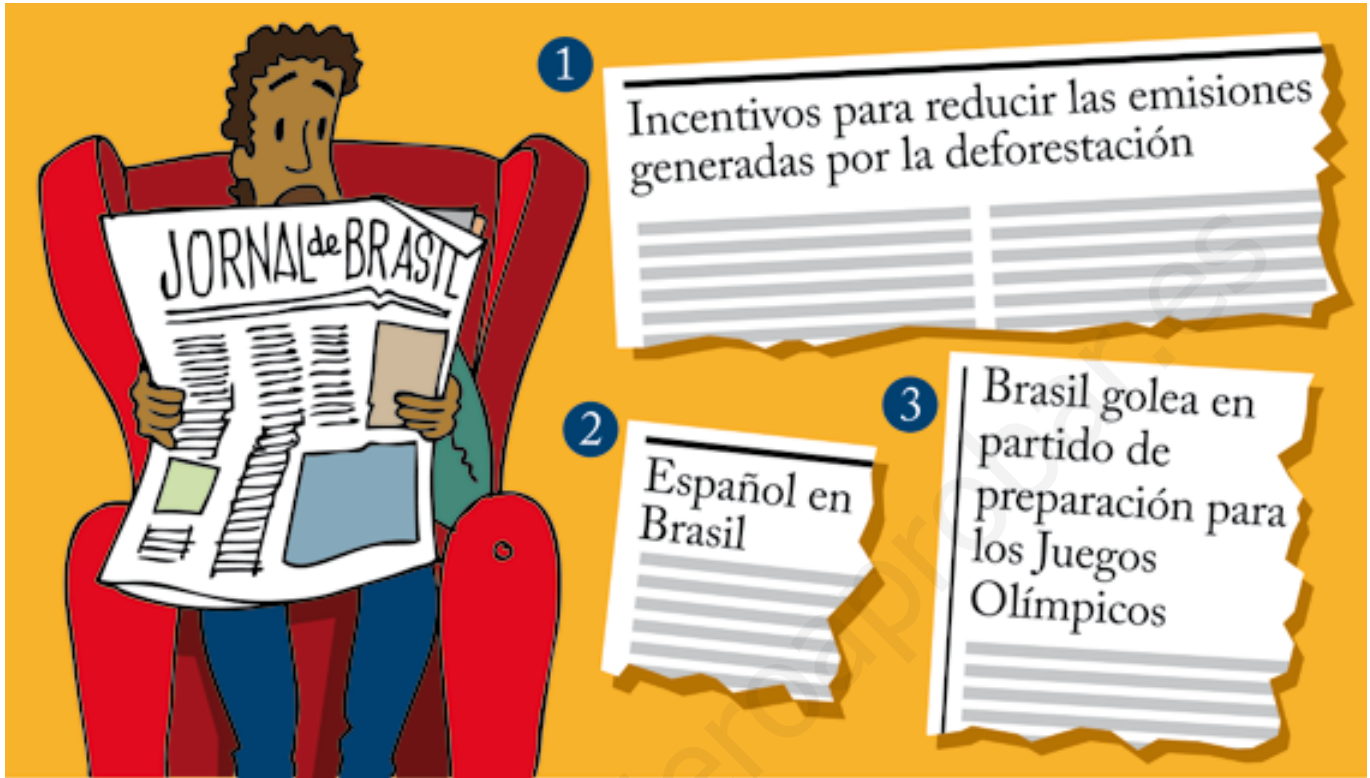 JORNAL de BRASIL
1
Incentivos para reducir las emisiones
generadas por la deforestación
2
Español en
Brasil
3
Brasil golea en
partido de
preparación para
los Juegos
Olímpicos